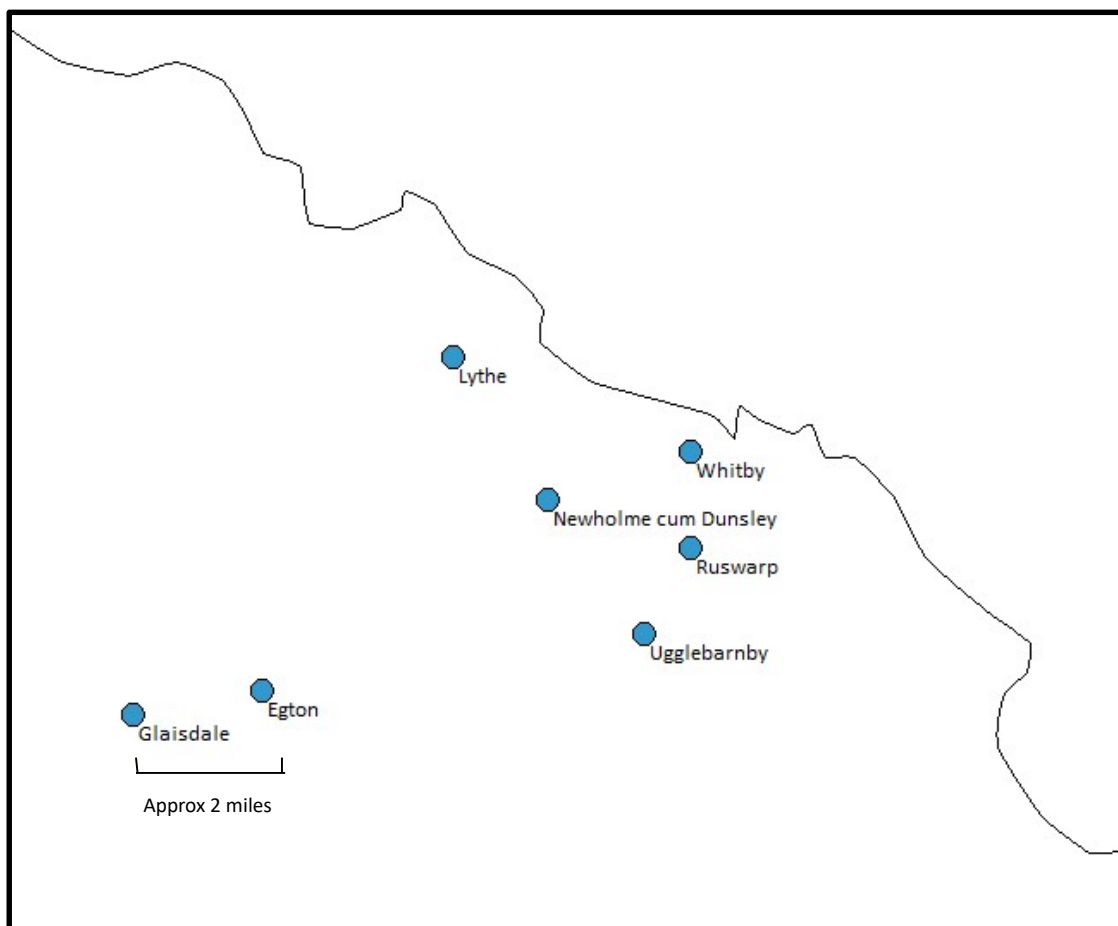 Lythe
Whitby
Newholme cum Dunsley
Ruswarp
Ugglebarnby
Egton
Glaisdale
Approx 2 miles